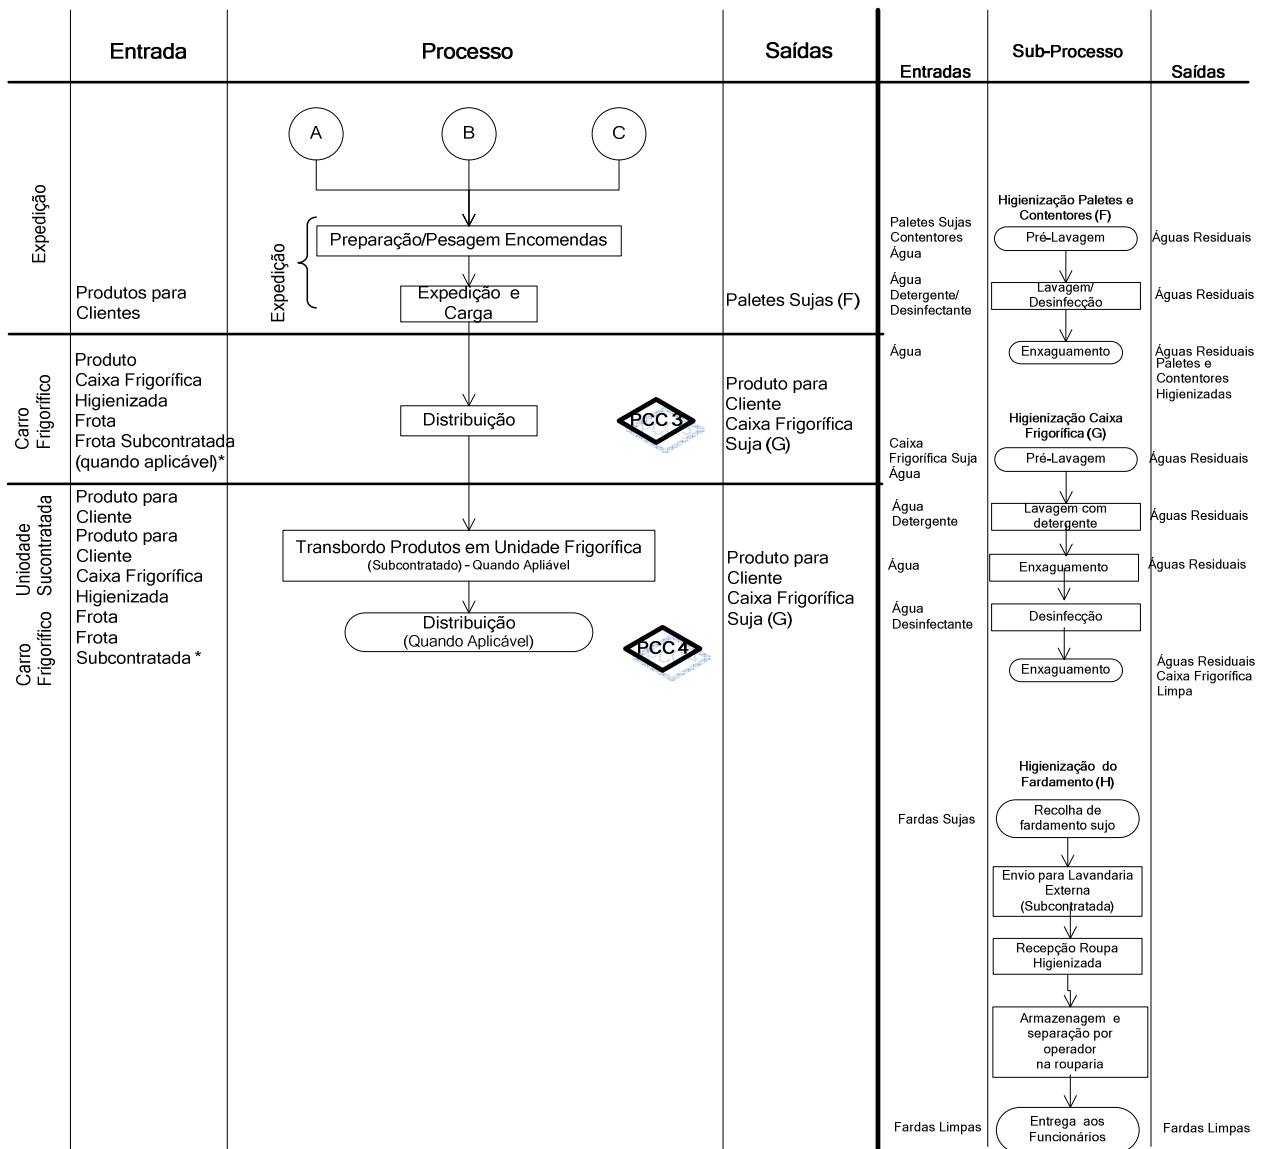 Entrada
Processo
Saídas
Entradas
Sub-Processo
Saídas
Expedição
A
B
C
Expedição
Preparação/Pesagem Encomendas
Produtos para
Clientes
Expedição e
Carga
Paletes Sujas (F)
Carro
Frigorífico
Produto
Caixa Frigorífica
Higienizada
Frota
Frota Subcontratada
(quando aplicável)*
Distribuição
PCC 3
Produto para
Cliente
Caixa Frigorífica
Suja (G)
Uniodade
Sucontratada
Carro
Frigorífico
Produto para
Cliente
Produto para
Cliente
Caixa Frigorífica
Higienizada
Frota
Frota
Subcontratada *
Transbordo Produtos em Unidade Frigorífica
(Subcontratado) - Quando Apliável
Distribuição
(Quando Aplicável)
PCC 4
Produto para
Cliente
Caixa Frigorífica
Suja (G)
Higienização Paletes e
Contentores (F)
Paletes Sujas
Contentores
Água
Pré-Lavagem
Águas Residuais
Água
Detergente/
Desinfectante
Lavagem/
Desinfecção
Águas Residuais
Água
Enxaguamento
Águas Residuais
Paletes e
Contentores
Higienizadas
Higienização Caixa
Frigorífica (G)
Caixa
Frigorífica Suja
Água
Pré-Lavagem
Águas Residuais
Água
Detergente
Lavagem com
detergente
Águas Residuais
Água
Enxaguamento
Águas Residuais
Água
Desinfectante
Desinfecção
Enxaguamento
Águas Residuais
Caixa Frigorífica
Limpa
Higienização do
Fardamento (H)
Fardas Sujas
Recolha de
fardamento sujo
Envio para Lavandaria
Externa
(Subcontratada)
Recepção Roupa
Higienizada
Armazenagem e
separação por
operador
na rouparia
Fardas Limpas
Entrega aos
Funcionários
Fardas Limpas